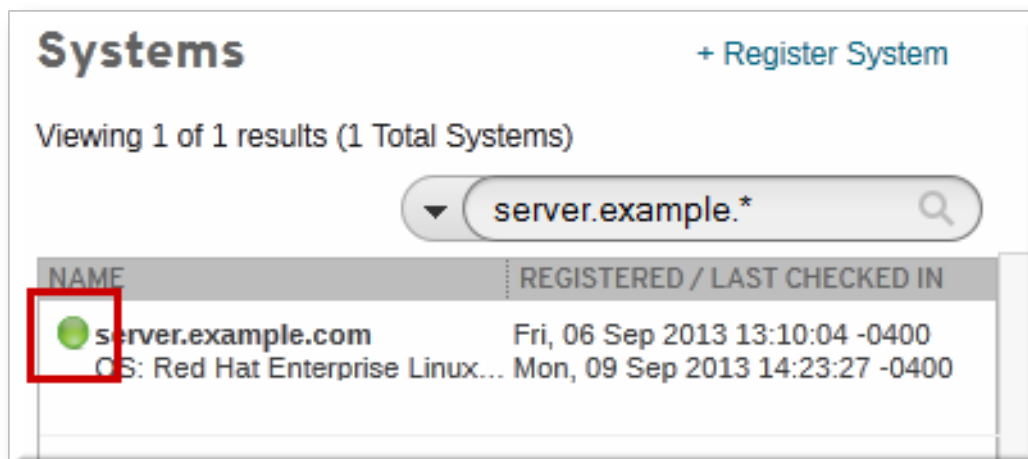 Systems
+ Register System
Viewing 1 of 1 results (1 Total Systems)
server.example.*
NAME REGISTERED / LAST CHECKED IN
server.example.com Fri, 06 Sep 2013 13:10:04 -0400
OS: Red Hat Enterprise Linux... Mon, 09 Sep 2013 14:23:27 -0400